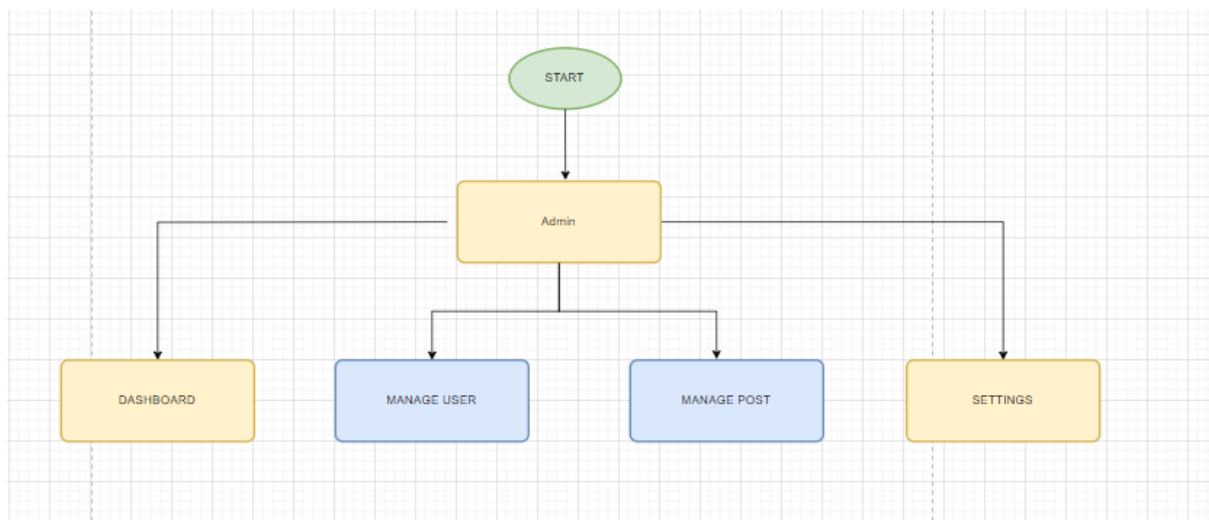 START
Admin
DASHBOARD
MANAGE USER
MANAGE POST
SETTINGS